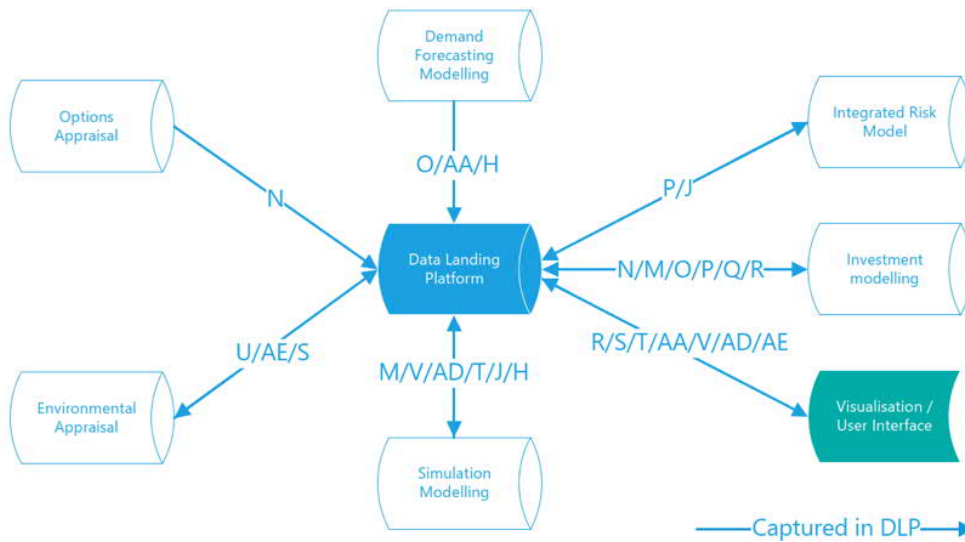 Demand
Forecasting
Modelling
Options
Appraisal
Integrated Risk
Model
O/AA/H
P/J
N
Data Landing
Platform
N/M/O/P/Q/R
Investment
modelling
U/AE/S
M/V/AD/T/J/H
R/S/T/AA/V/AD/AE
Environmental
Appraisal
Visualisation /
User Interface
Simulation
Modelling
Captured in DLP